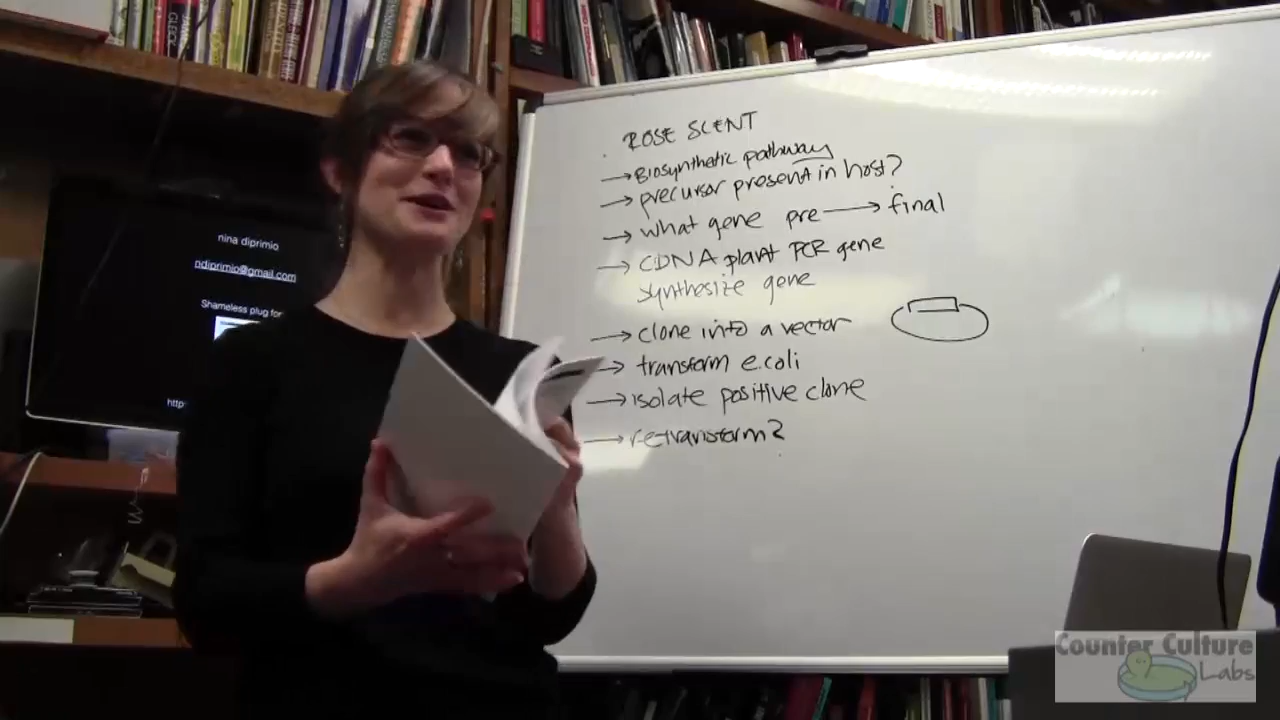 nina diprimio
ndiprimio@gmail.com
Shameless plug for
http:
ROSE SCENT
→ Biosynthetic pathway
→ precursor present in host?
→ what gene pre → final
→ CDNA plant PCR gene
synthesize gene
→ clone into a vector
→ transform e.coli
→ isolate positive clone
→ retransform?
Counter Culture
Labs